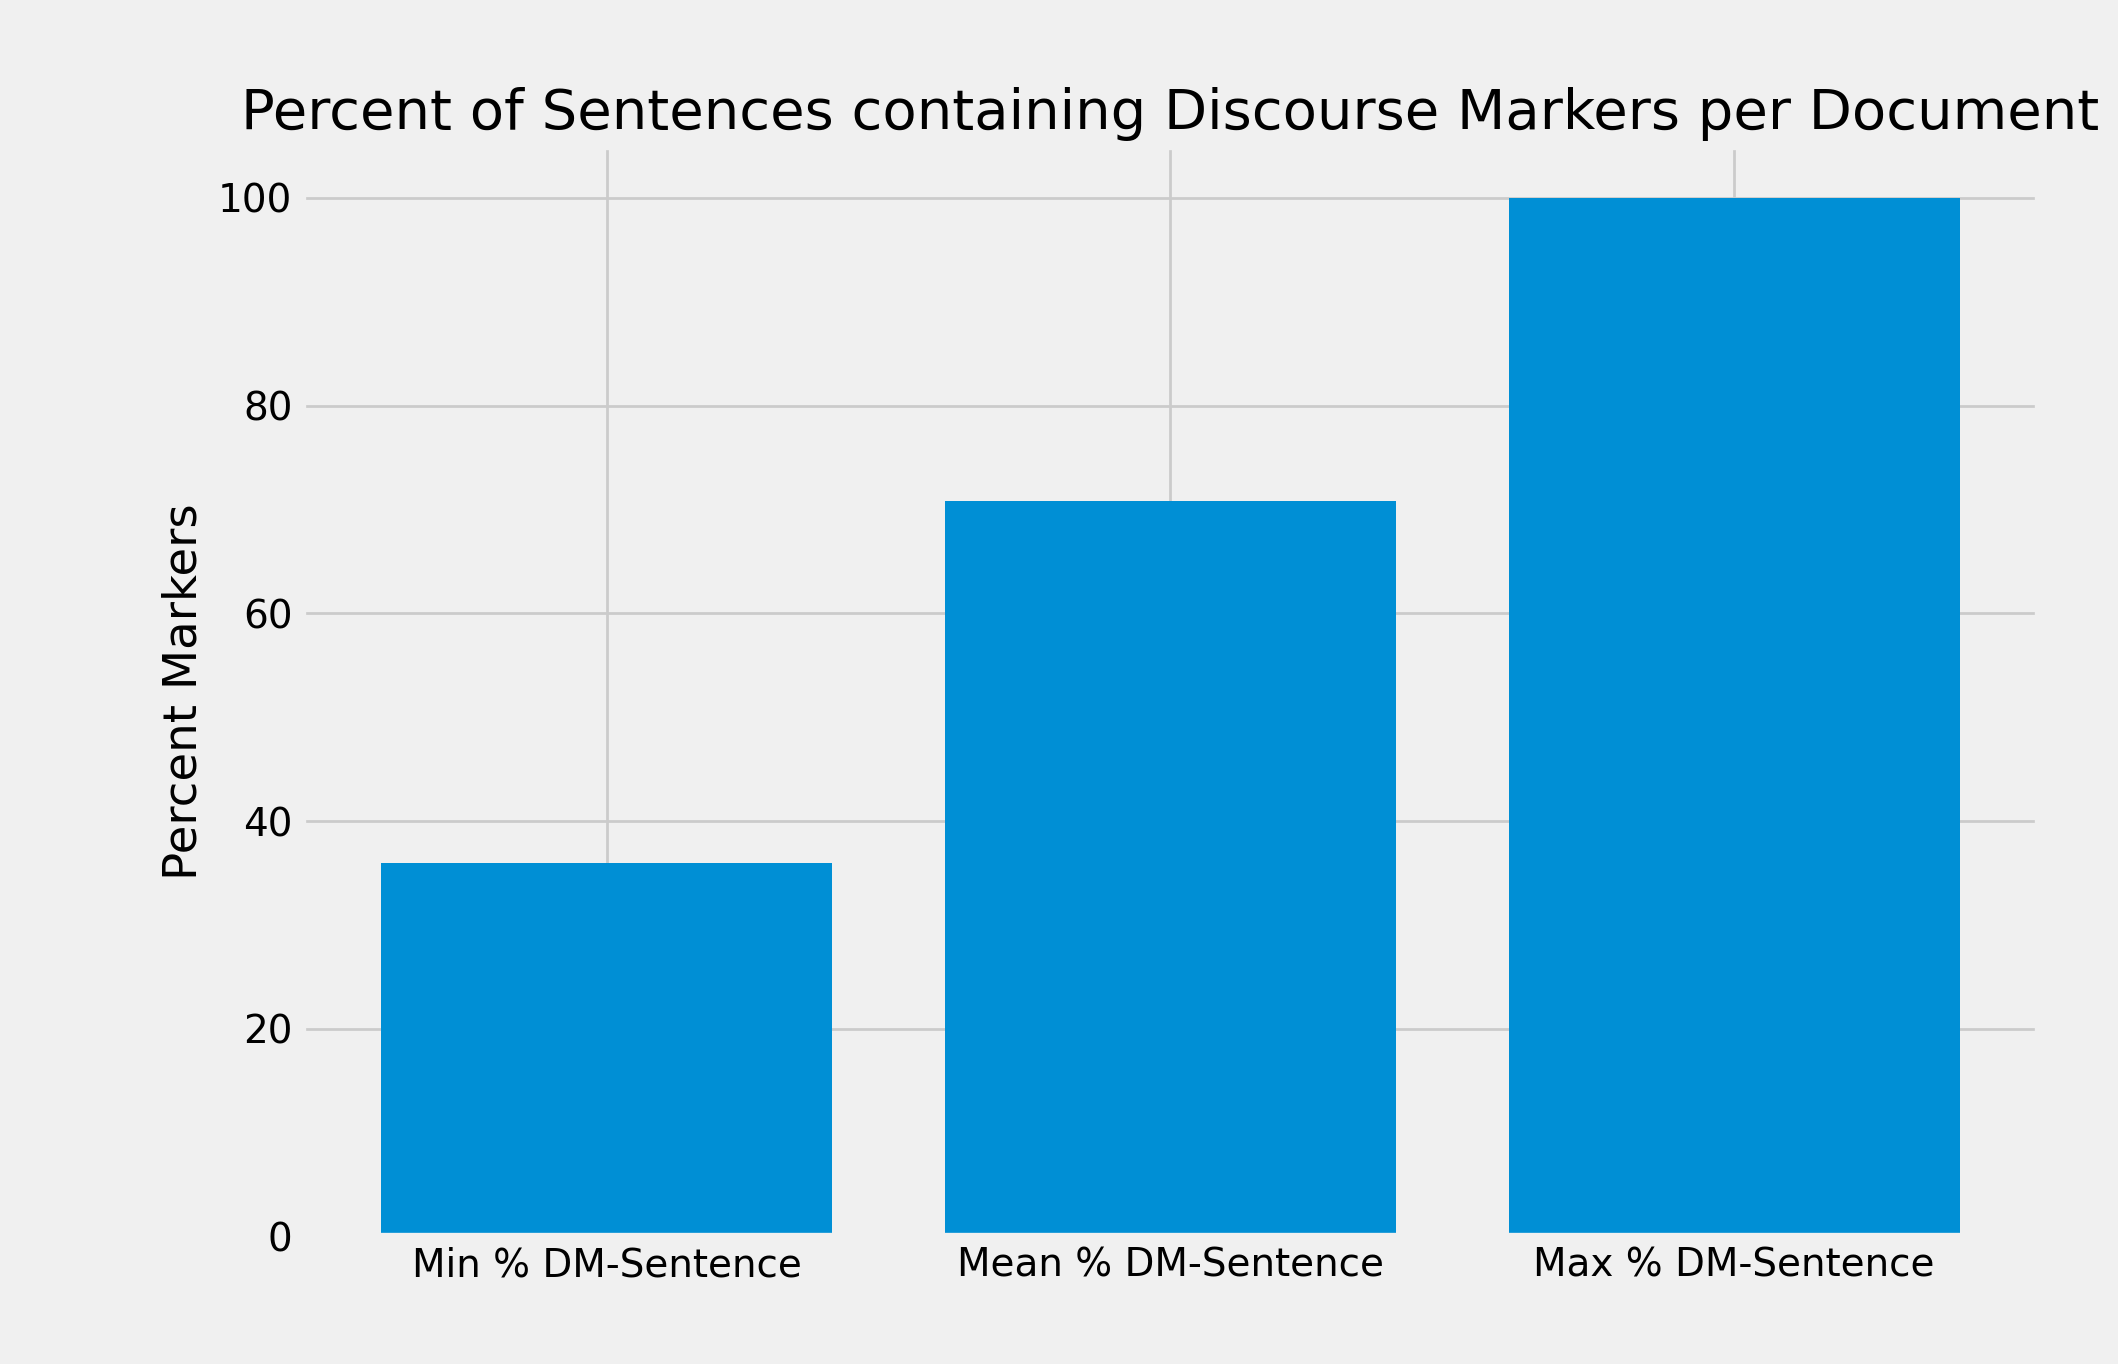 Percent of Sentences containing Discourse Markers per Document
Percent Markers
100
80
60
40
20
0
Min % DM-Sentence
Mean % DM-Sentence
Max % DM-Sentence